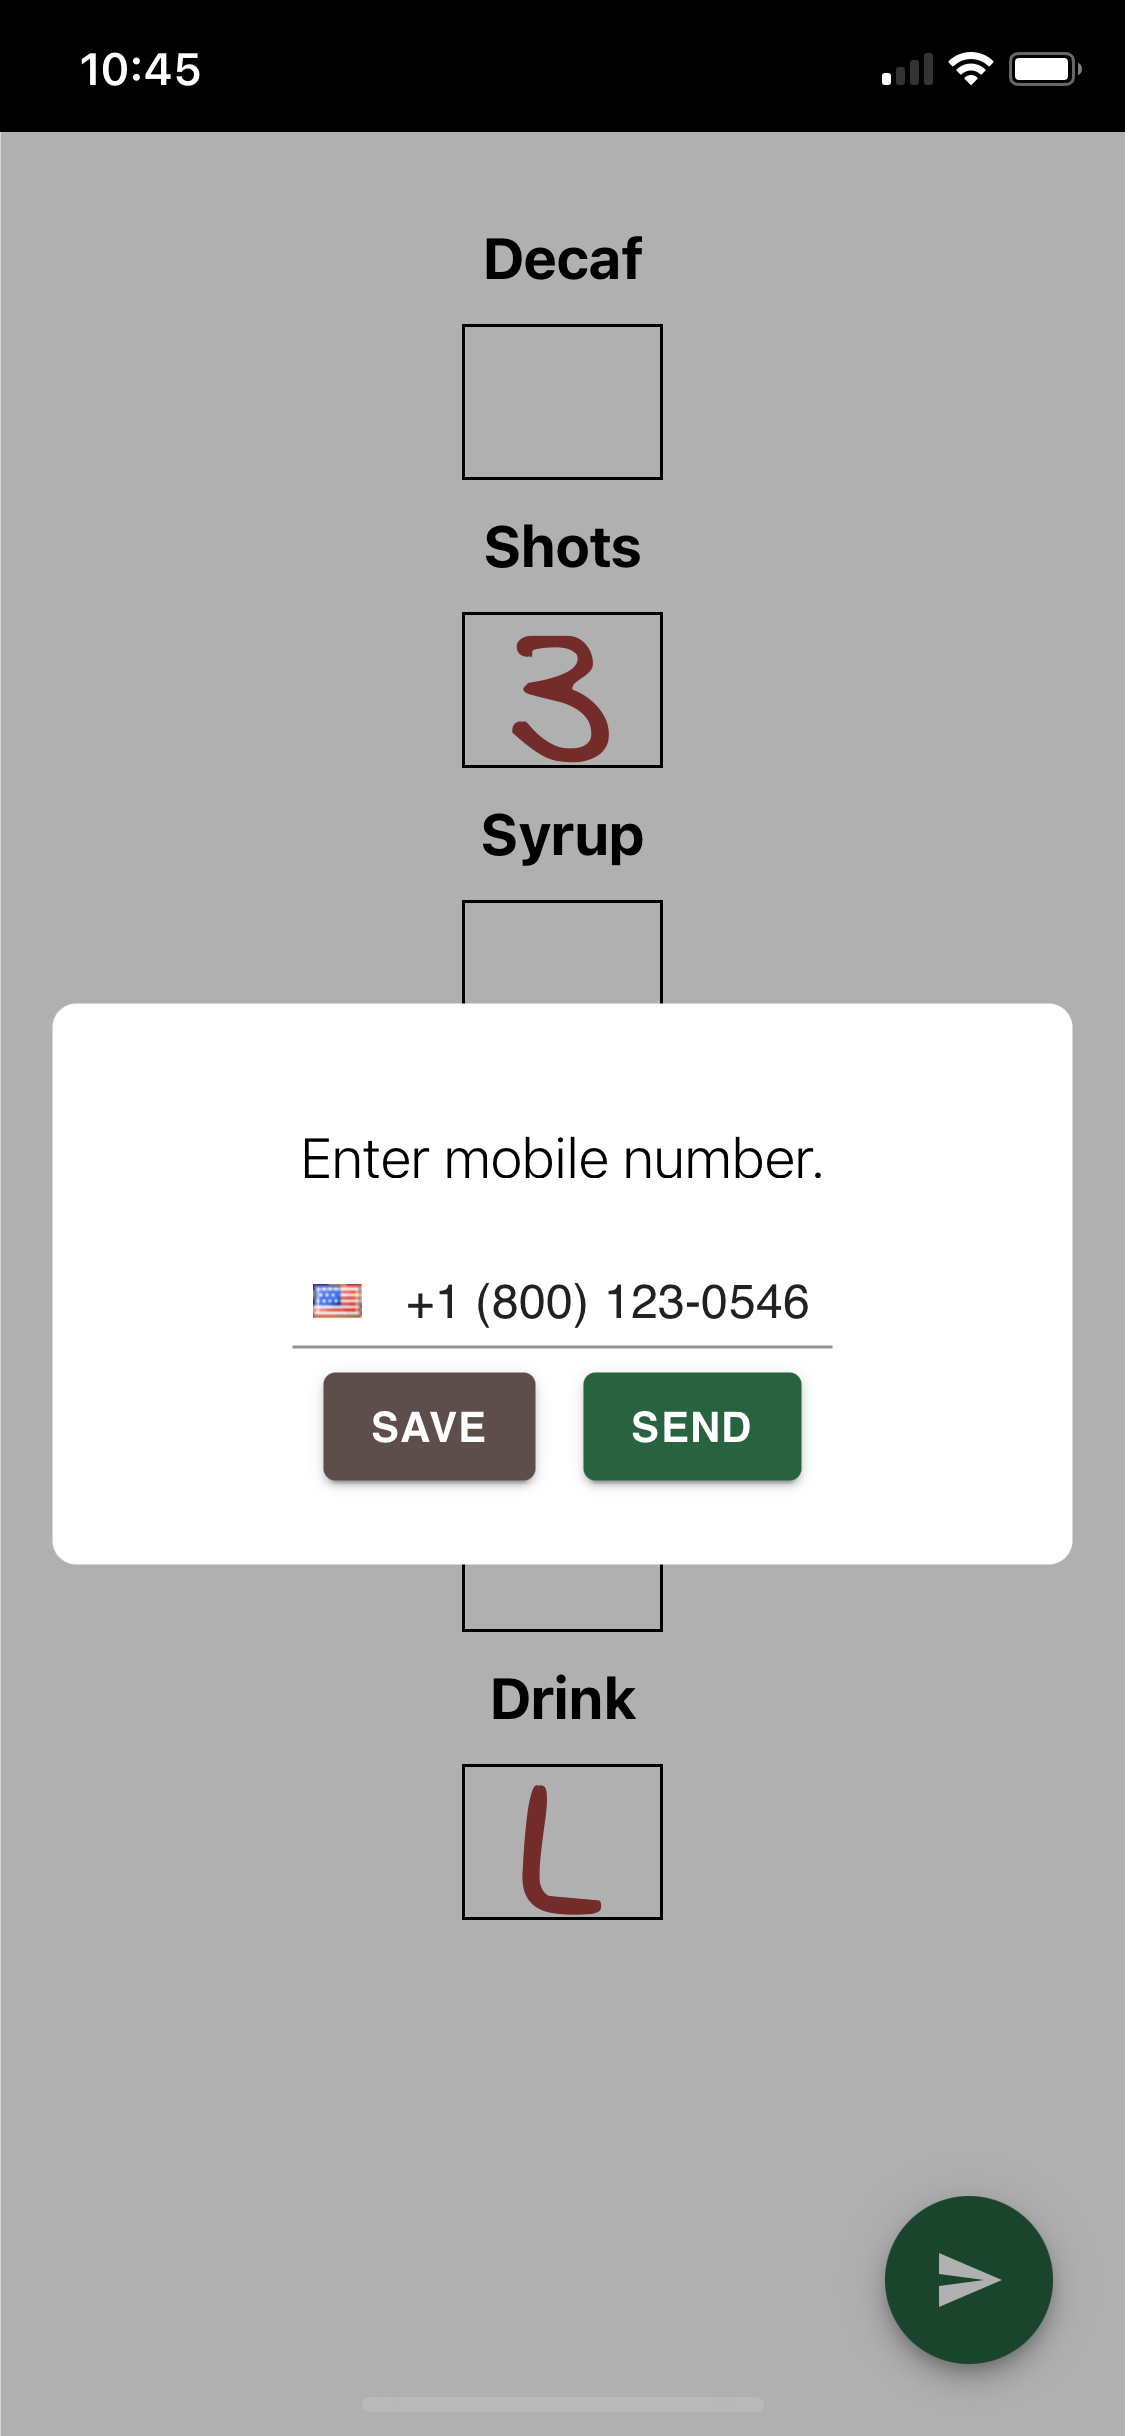 10:45
Decaf
Shots
3
Syrup
Enter mobile number.
+1 (800) 123-0546
SAVE SEND
Drink
L